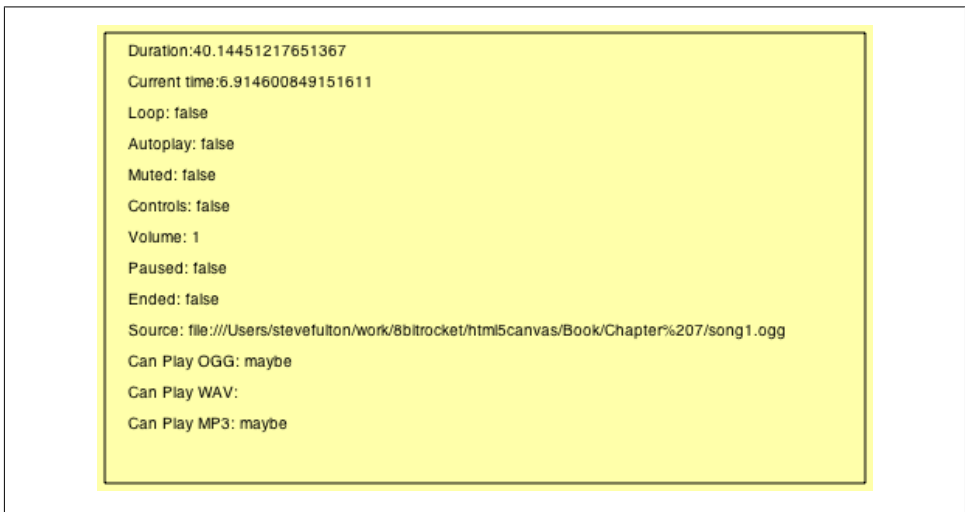 Duration:40.14451217651367
Current time:6.914600849151611
Loop: false
Autoplay: false
Muted: false
Controls: false
Volume: 1
Paused: false
Ended: false
Source: file:///Users/stevefulton/work/8bitrocket/html5canvas/Book/Chapter%207/song1.ogg
Can Play OGG: maybe
Can Play WAV:
Can Play MP3: maybe